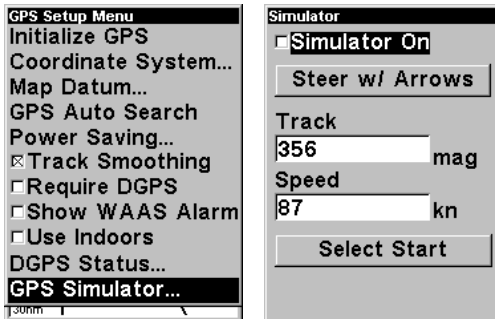 GPS Setup Menu
Initialize GPS
Coordinate System...
Map Datum...
GPS Auto Search
Power Saving...
Track Smoothing
Require DGPS
Show WAAS Alarm
Use Indoors
DGPS Status...
GPS Simulator...
30nm
Simulator
Simulator On
Steer w/ Arrows
Track
356 mag
Speed
87 kn
Select Start